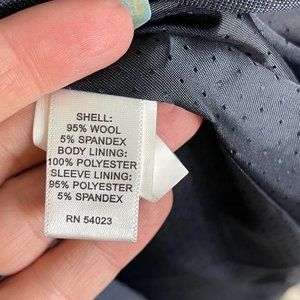 SHELL:
95% WOOL
5% SPANDEX
BODY LINING:
100% POLYESTER
SLEEVE LINING:
95% POLYESTER
5% SPANDEX
RN 54023